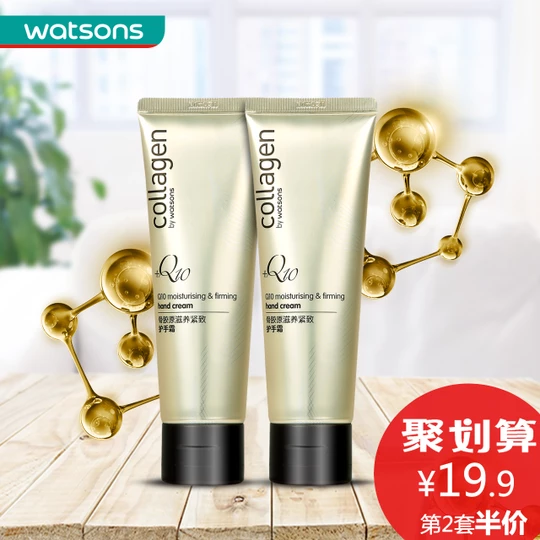 watsons
collagen
by watsons
+Q10
Q10 moisturising & firming
hand cream
骨胶原滋养紧致
护手霜
collagen
by watsons
+Q10
Q10 moisturising & firming
hand cream
骨胶原滋养紧致
护手霜
聚划算
¥19.9
第2套半价